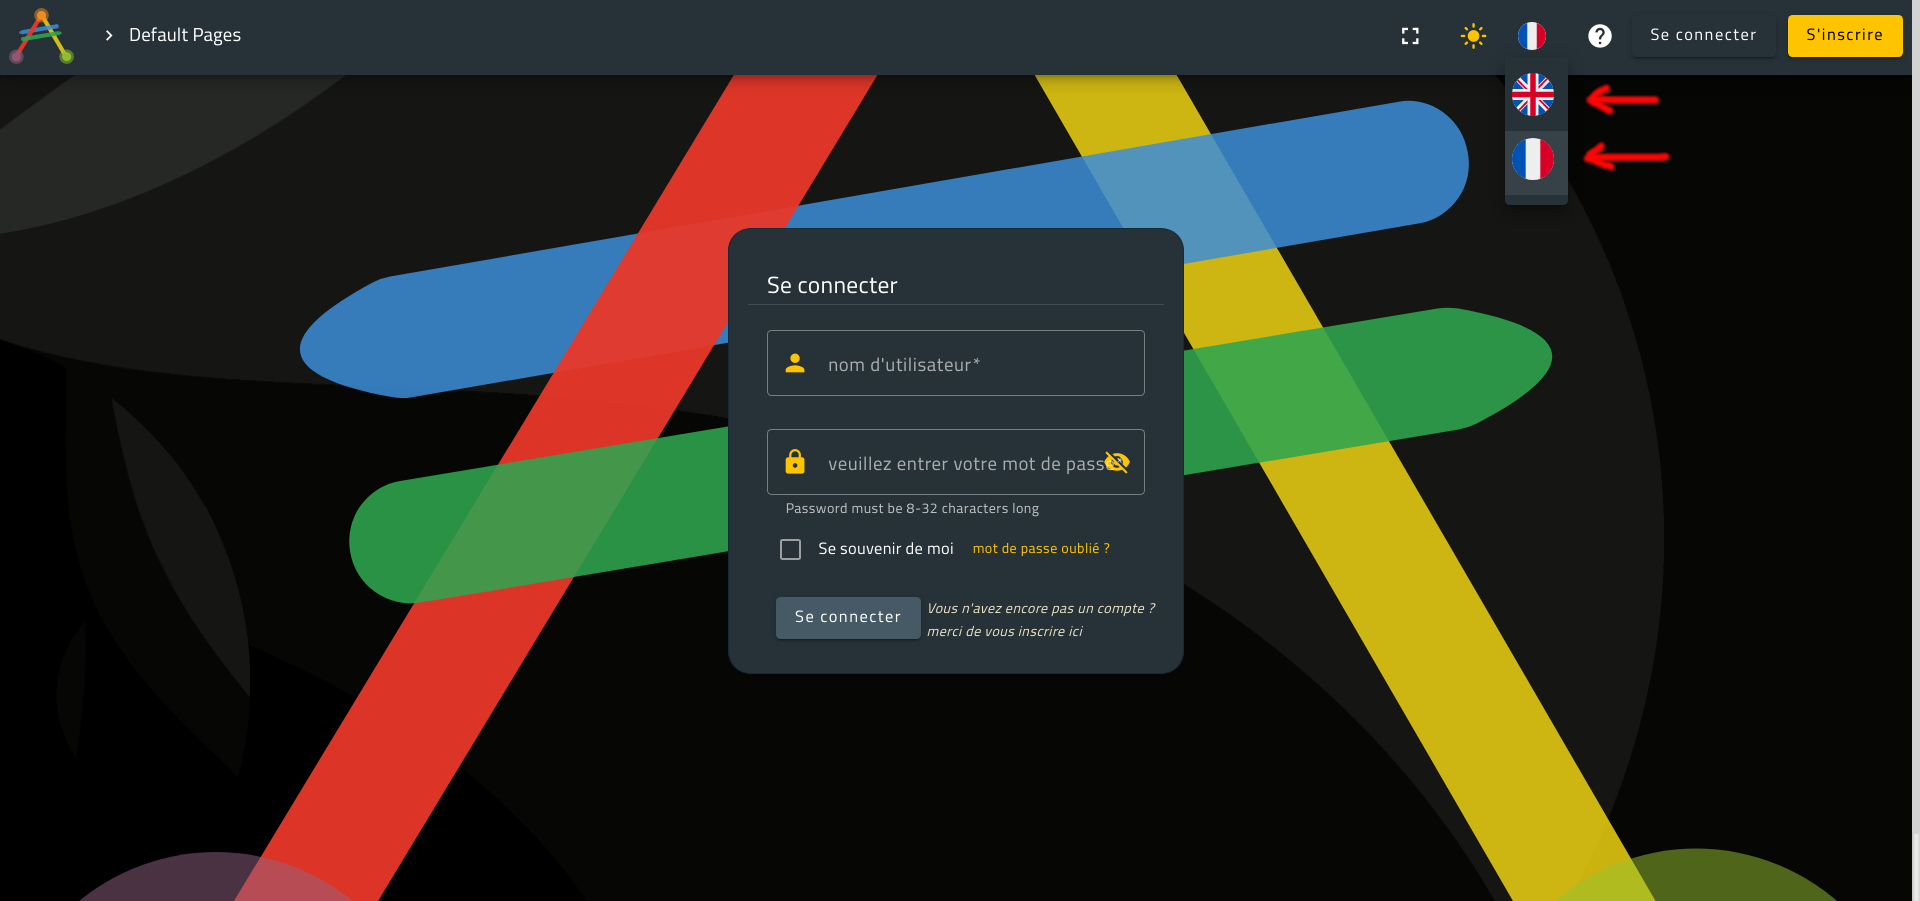 Default Pages
Se connecter
S'inscrire
Se connecter
nom d'utilisateur*
veuillez entrer votre mot de passe
Password must be 8-32 characters long
Se souvenir de moi mot de passe oublié ?
Se connecter
Vous n'avez encore pas un compte ?
merci de vous inscrire ici